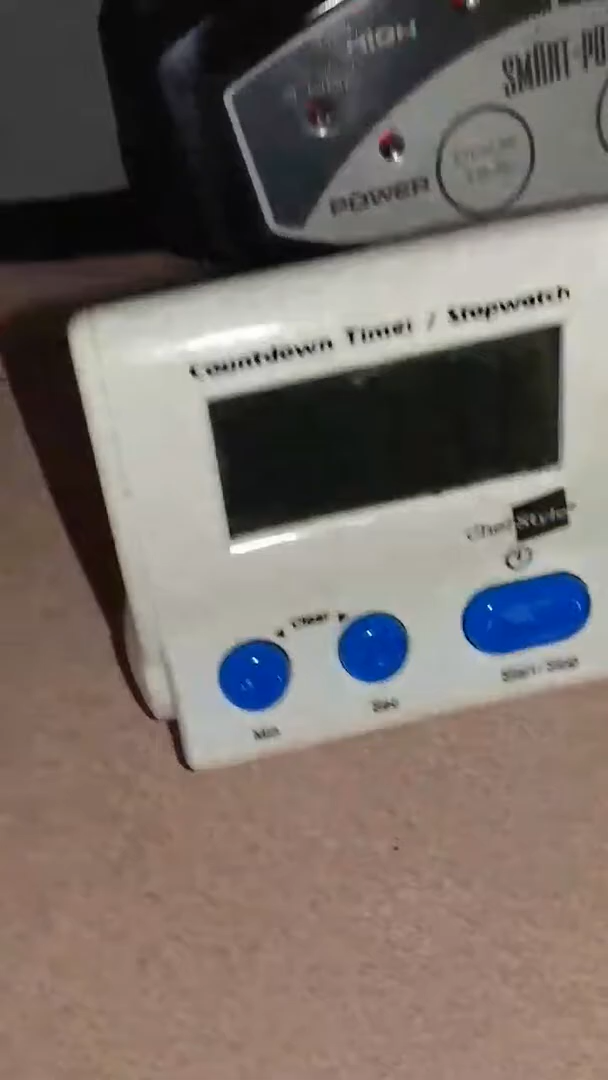 HIGH
SMART-PO
POWER
Countdown Timer / Stopwatch
ChefStyle
Clear
Min
Sec
Start/Stop